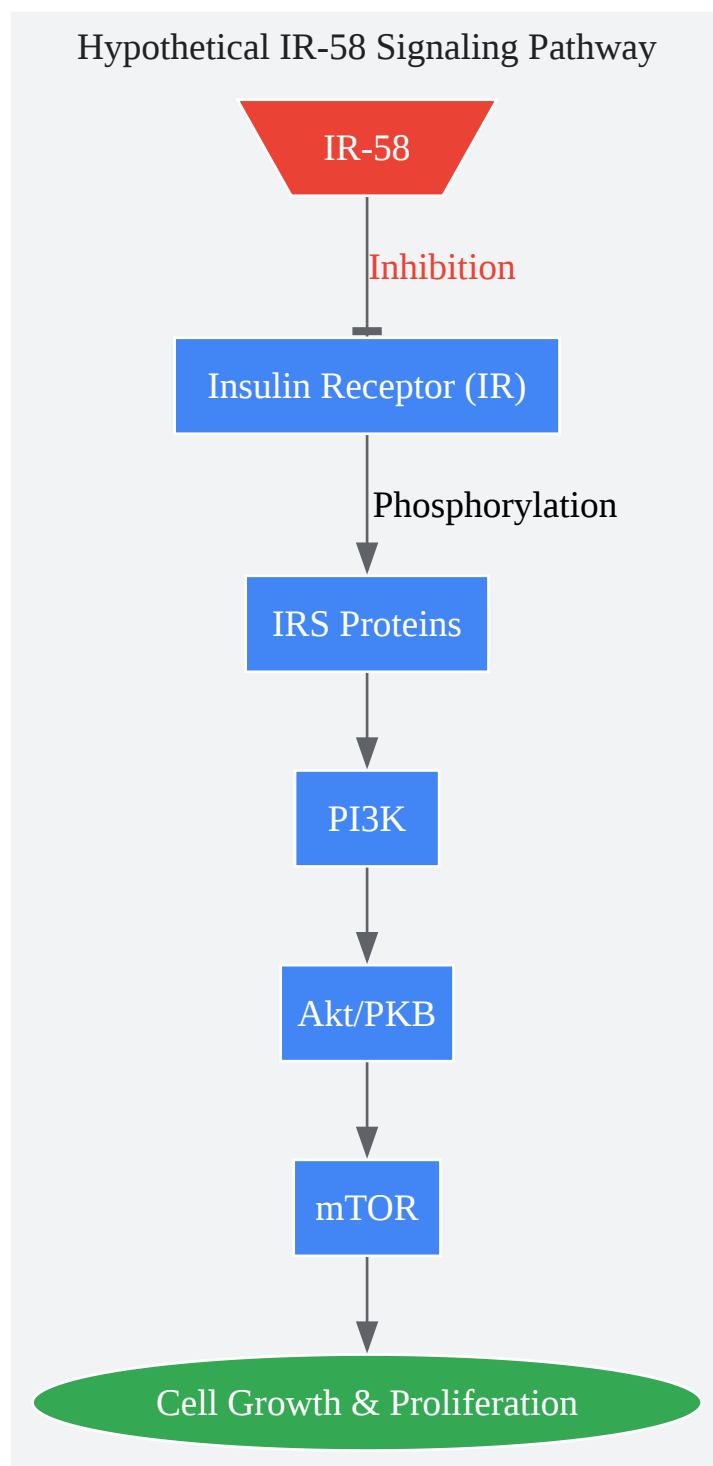 Hypothetical IR-58 Signaling Pathway
IR-58
Inhibition
Insulin Receptor (IR)
Phosphorylation
IRS Proteins
PI3K
Akt/PKB
mTOR
Cell Growth & Proliferation